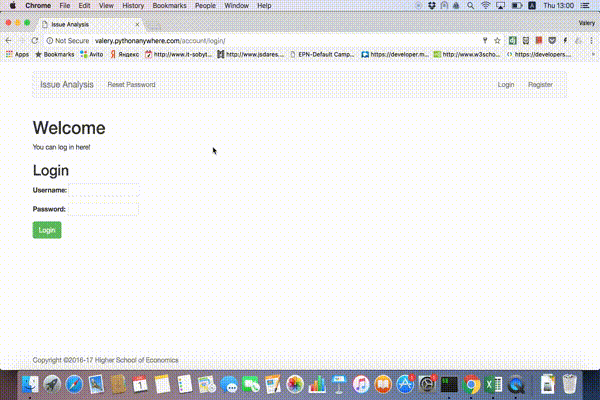 Chrome File Edit View History Bookmarks People Window Help Thu 13:00
Issue Analysis Valery
Not Secure valery.pythonanywhere.com/account/login/
Apps Bookmarks Avito Яндекс http://www.it-sobyt http://www.jsdares.... EPN-Default Camp... https://developer.m... http://www.w3scho https://developers....
Issue Analysis Reset Password Login Register
Welcome
You can log in here!
Login
Username:
Password:
Login
Copyright ©2016-17 Higher School of Economics